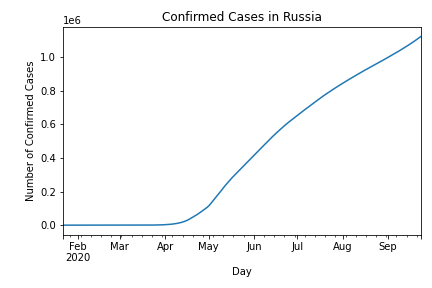 Confirmed Cases in Russia
1e6
Number of Confirmed Cases
1.0
0.8
0.6
0.4
0.2
0.0
Feb Mar Apr May Jun Jul Aug Sep
2020
Day